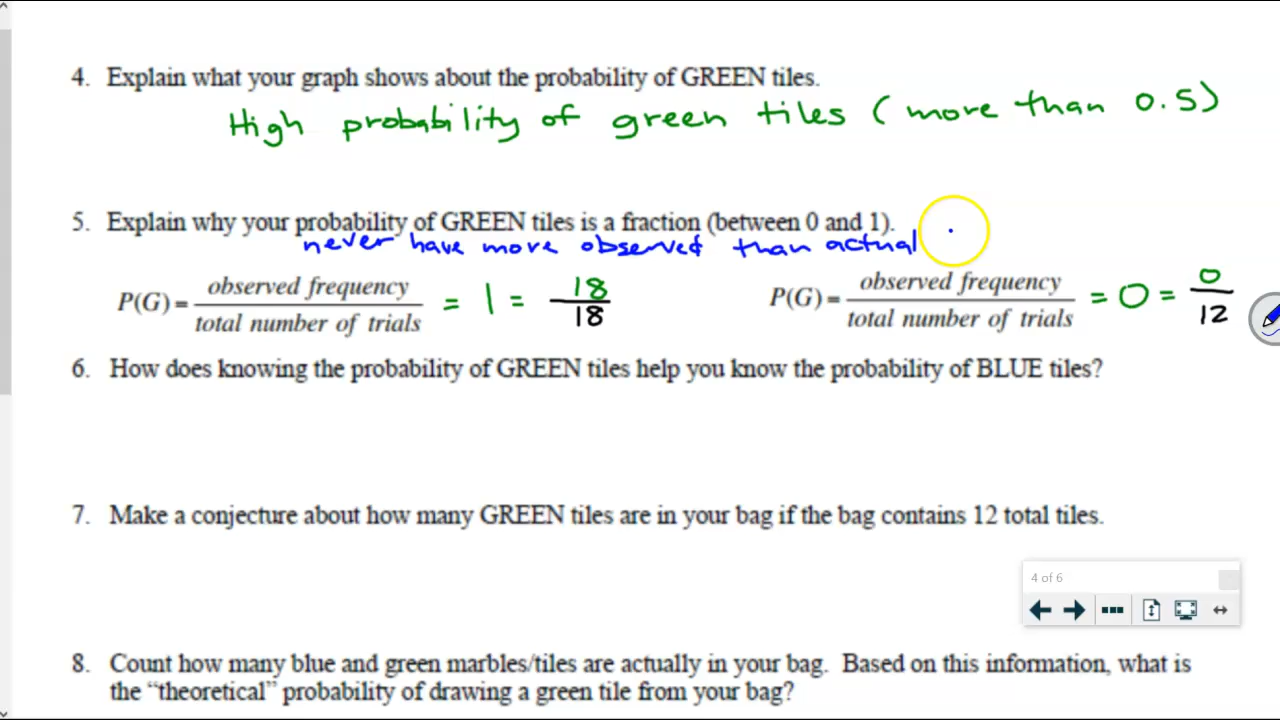 4. Explain what your graph shows about the probability of GREEN tiles.
High probability of green tiles (more than 0.5)
5. Explain why your probability of GREEN tiles is a fraction (between 0 and 1).
never have more observed than actual
P(G) = observed frequency / total number of trials = 1 = 18/18
P(G) = observed frequency / total number of trials = 0 = 0/12
6. How does knowing the probability of GREEN tiles help you know the probability of BLUE tiles?
7. Make a conjecture about how many GREEN tiles are in your bag if the bag contains 12 total tiles.
4 of 6
8. Count how many blue and green marbles/tiles are actually in your bag. Based on this information, what is
the “theoretical” probability of drawing a green tile from your bag?